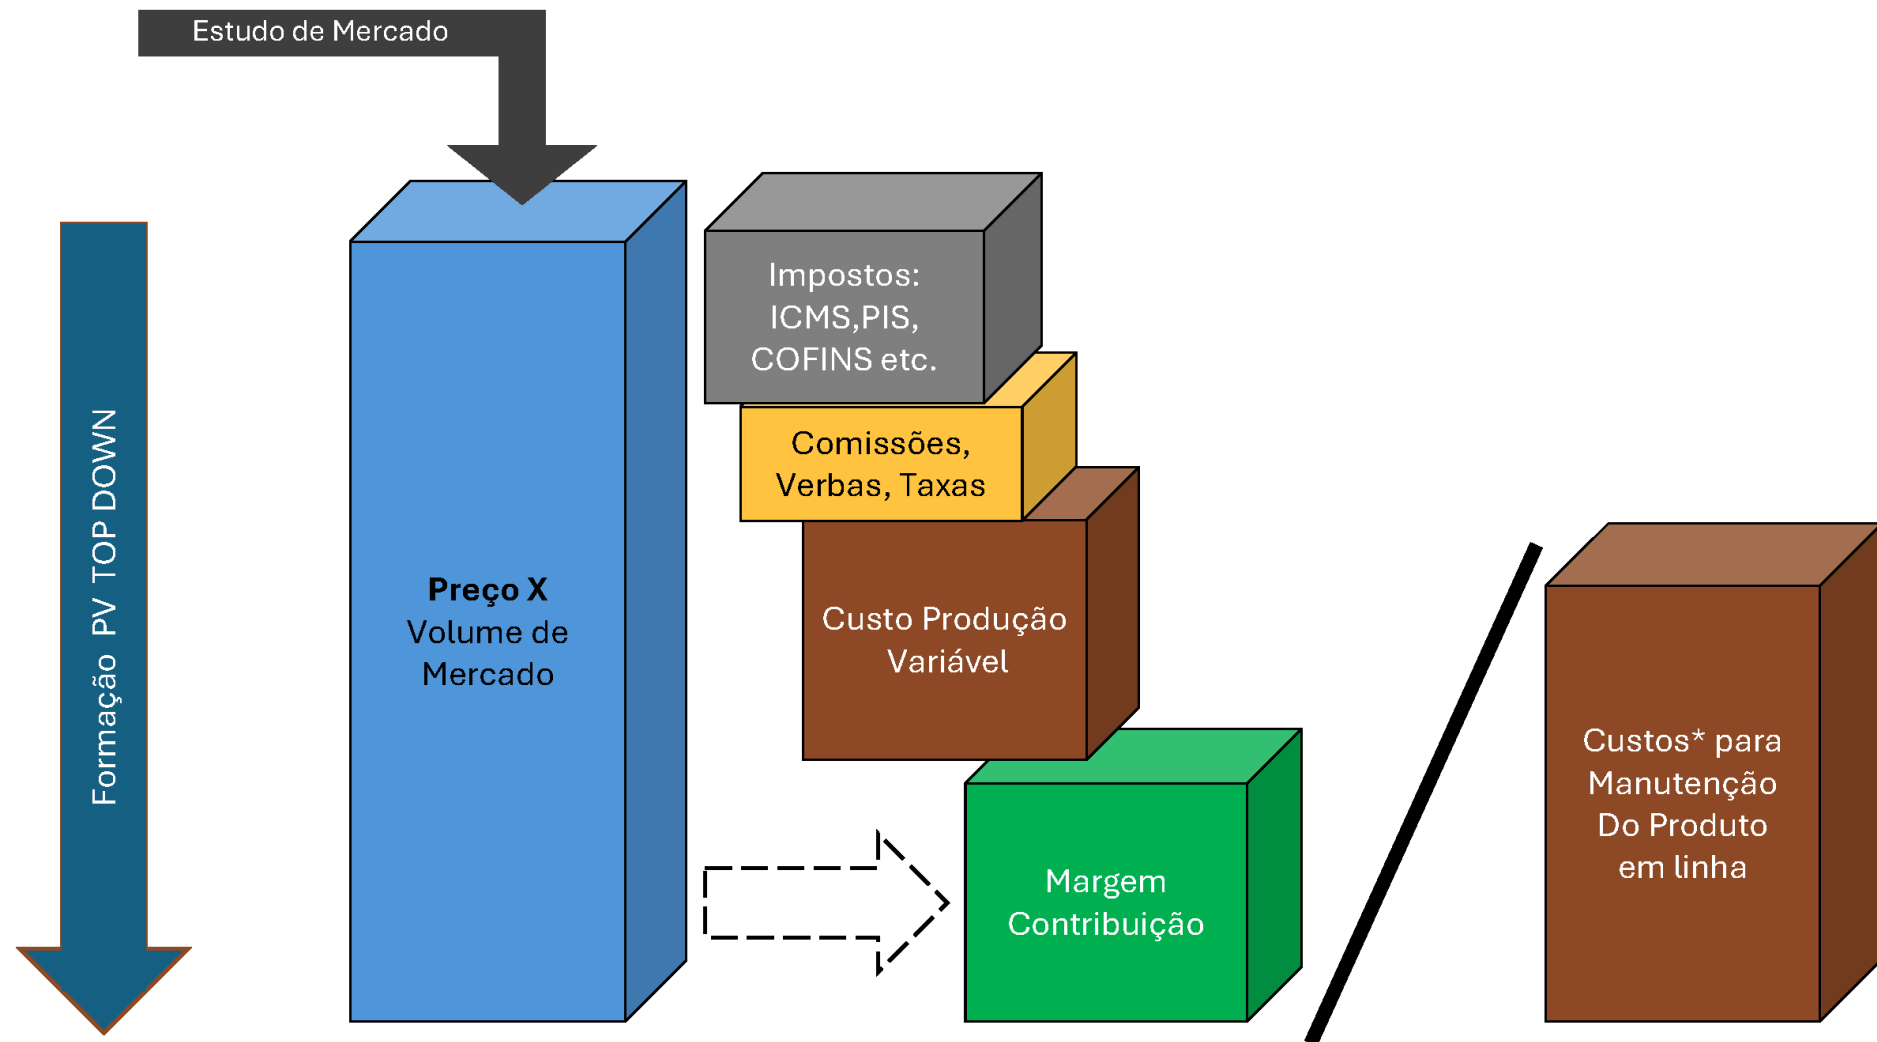 Estudo de Mercado
Formação PV TOP DOWN
Preço X
Volume de
Mercado
Impostos:
ICMS,PIS,
COFINS etc.
Comissões,
Verbas, Taxas
Custo Produção
Variável
Margem
Contribuição
Custos* para
Manutenção
Do Produto
em linha